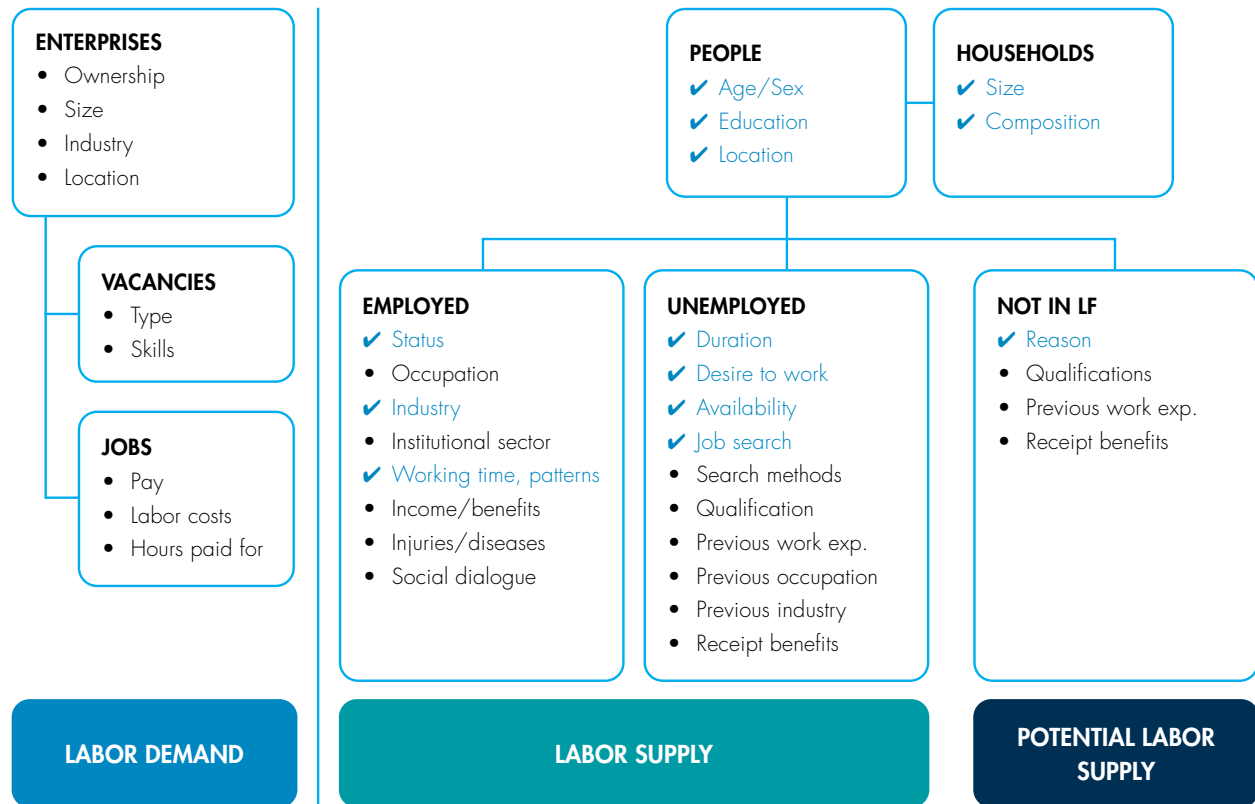 ENTERPRISES
• Ownership
• Size
• Industry
• Location
VACANCIES
• Type
• Skills
JOBS
• Pay
• Labor costs
• Hours paid for
LABOR DEMAND
PEOPLE
✔ Age/Sex
✔ Education
✔ Location
HOUSEHOLDS
✔ Size
✔ Composition
EMPLOYED
✔ Status
• Occupation
✔ Industry
• Institutional sector
✔ Working time, patterns
• Income/benefits
• Injuries/diseases
• Social dialogue
UNEMPLOYED
✔ Duration
✔ Desire to work
✔ Availability
✔ Job search
• Search methods
• Qualification
• Previous work exp.
• Previous occupation
• Previous industry
• Receipt benefits
LABOR SUPPLY
NOT IN LF
✔ Reason
• Qualifications
• Previous work exp.
• Receipt benefits
POTENTIAL LABOR
SUPPLY